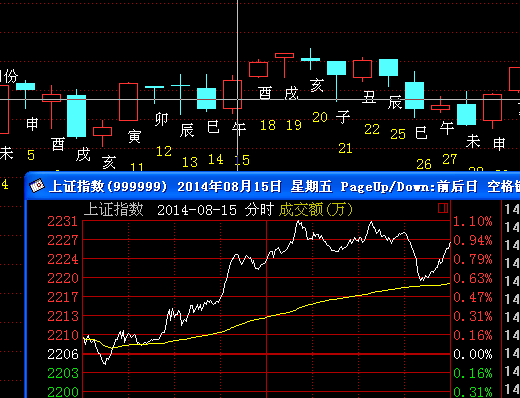 月份
酉 戌 亥 丑 辰
申 酉 戌 亥 寅 卯 辰 巳 午 子 巳 午 未 申
未 5 11 12 13 14 15 18 19 20 21 22 25 26 27 28
4
上证指数(999999) 2014年08月15日 星期五 PageUp/Down:前后日 空格键
上证指数 2014-08-15 分时 成交额(万)
2231 1.10% 14
2227 0.94% 14
2224 0.79% 14
2220 0.63% 14
2217 0.47% 14
2213 0.31% 14
2210 0.16% 14
2206 0.00% 14
2203 0.16% 14
2200 0.31% 14